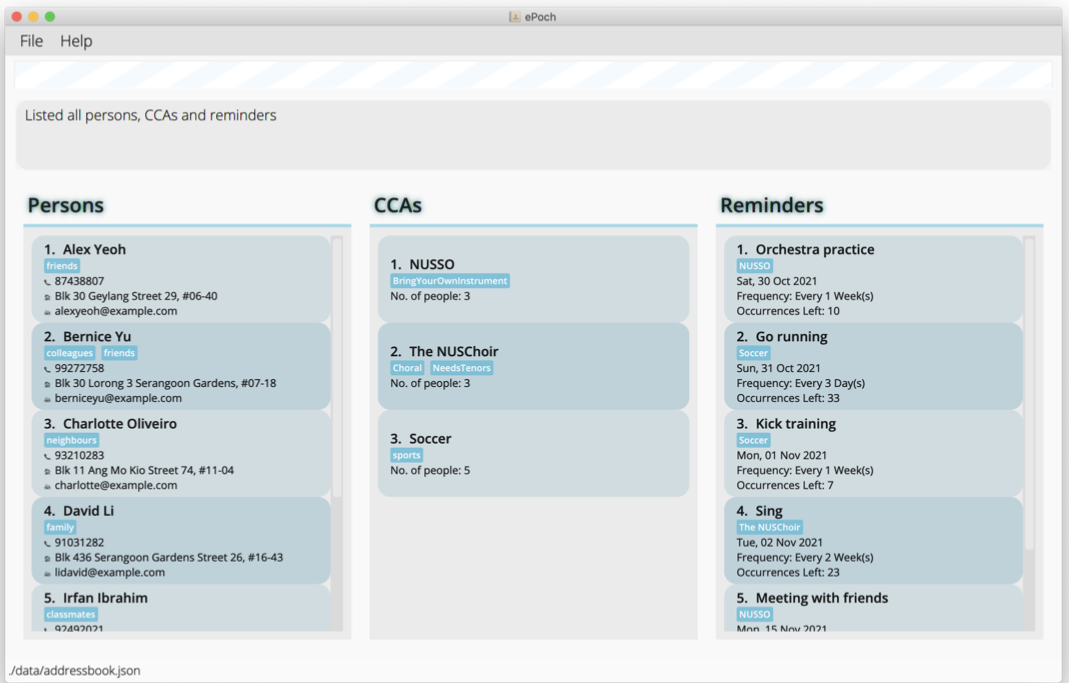 ePoch
File Help
Listed all persons, CCAs and reminders
Persons
1. Alex Yeoh
friends
87438807
Blk 30 Geylang Street 29, #06-40
alexyeoh@example.com
2. Bernice Yu
colleagues friends
99272758
Blk 30 Lorong 3 Serangoon Gardens, #07-18
berniceyu@example.com
3. Charlotte Oliveiro
neighbours
93210283
Blk 11 Ang Mo Kio Street 74, #11-04
charlotte@example.com
4. David Li
family
91031282
Blk 436 Serangoon Gardens Street 26, #16-43
lidavid@example.com
5. Irfan Ibrahim
classmates
92492021
CCAs
1. NUSSO
BringYourOwnInstrument
No. of people: 3
2. The NUSChoir
Choral NeedsTenors
No. of people: 3
3. Soccer
sports
No. of people: 5
Reminders
1. Orchestra practice
NUSSO
Sat, 30 Oct 2021
Frequency: Every 1 Week(s)
Occurrences Left: 10
2. Go running
Soccer
Sun, 31 Oct 2021
Frequency: Every 3 Day(s)
Occurrences Left: 33
3. Kick training
Soccer
Mon, 01 Nov 2021
Frequency: Every 1 Week(s)
Occurrences Left: 7
4. Sing
The NUSChoir
Tue, 02 Nov 2021
Frequency: Every 2 Week(s)
Occurrences Left: 23
5. Meeting with friends
NUSSO
Mon, 15 Nov 2021
./data/addressbook.json